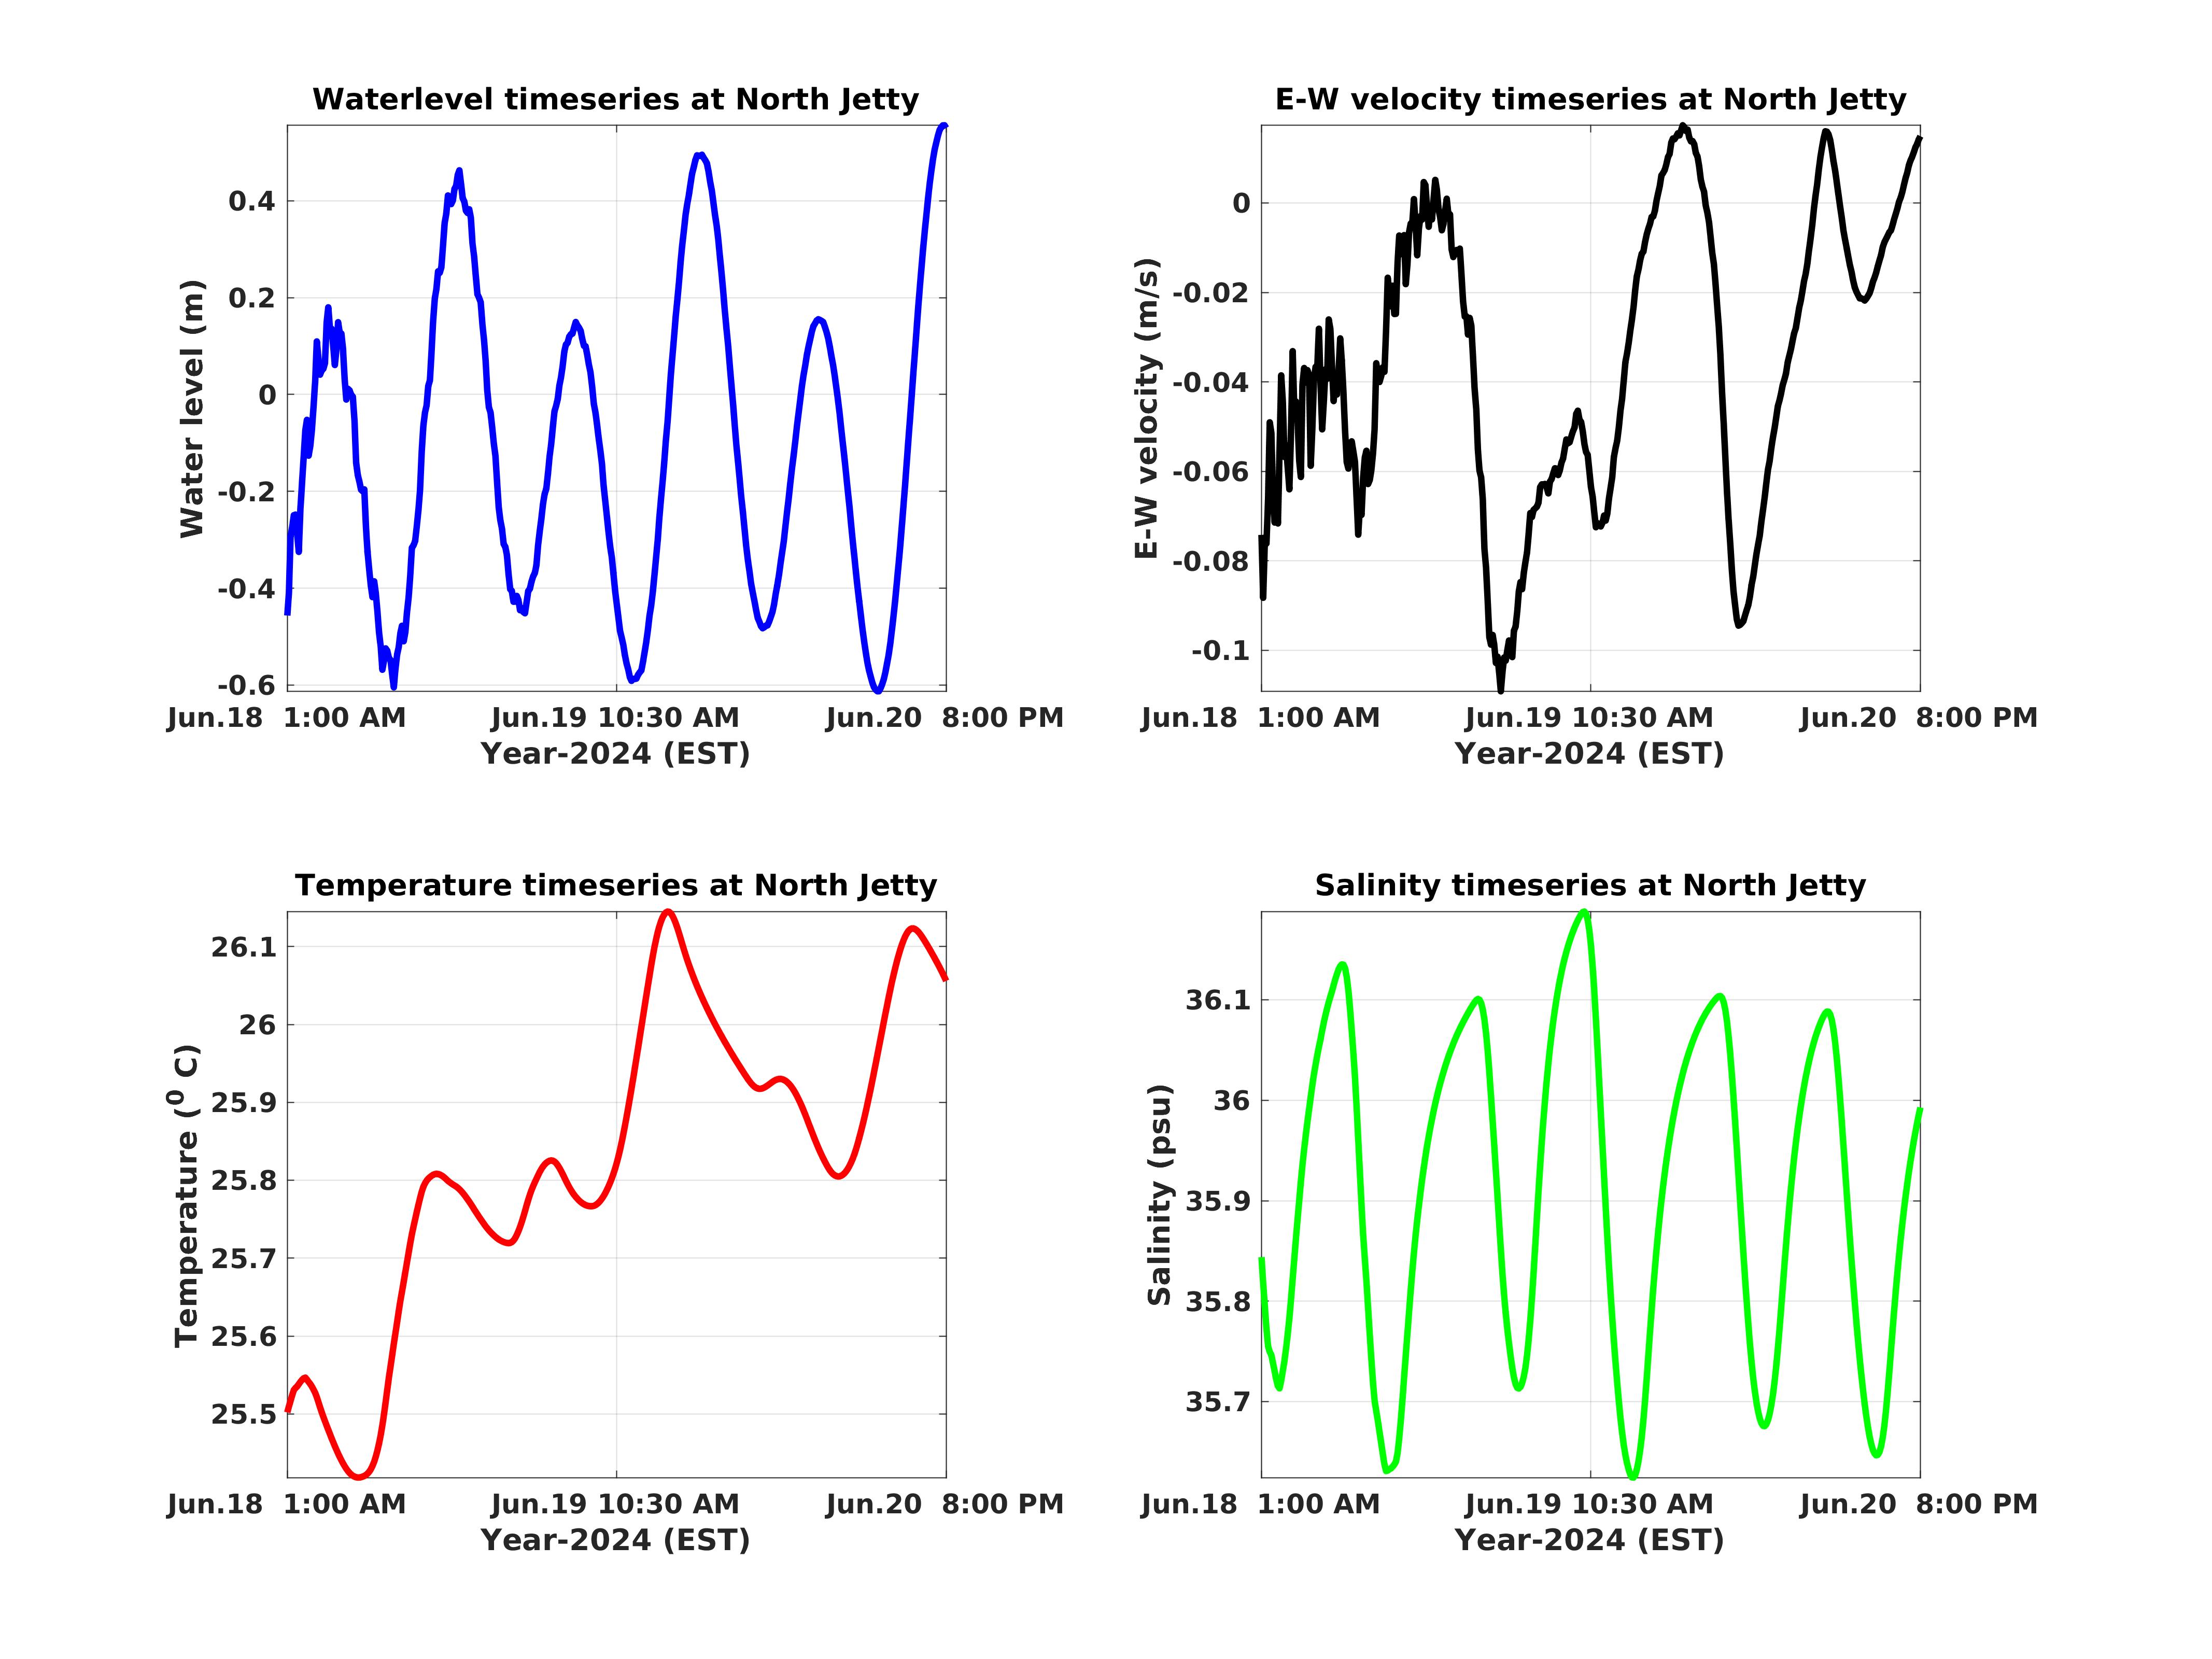 Waterlevel timeseries at North Jetty
0.4
0.2
0
-0.2
-0.4
-0.6
Water level (m)
Jun.18 1:00 AM
Jun.19 10:30 AM
Jun.20 8:00 PM
Year-2024 (EST)
E-W velocity timeseries at North Jetty
0
-0.02
-0.04
-0.06
-0.08
-0.1
E-W velocity (m/s)
Jun.18 1:00 AM
Jun.19 10:30 AM
Jun.20 8:00 PM
Year-2024 (EST)
Temperature timeseries at North Jetty
26.1
26
25.9
25.8
25.7
25.6
25.5
Temperature (⁰ C)
Jun.18 1:00 AM
Jun.19 10:30 AM
Jun.20 8:00 PM
Year-2024 (EST)
Salinity timeseries at North Jetty
36.1
36
35.9
35.8
35.7
Salinity (psu)
Jun.18 1:00 AM
Jun.19 10:30 AM
Jun.20 8:00 PM
Year-2024 (EST)